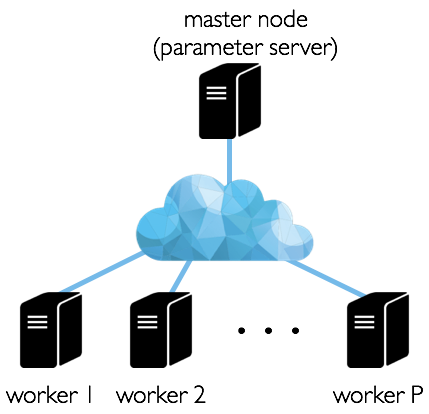 master node
(parameter server)
. . .
worker 1
worker 2
worker P